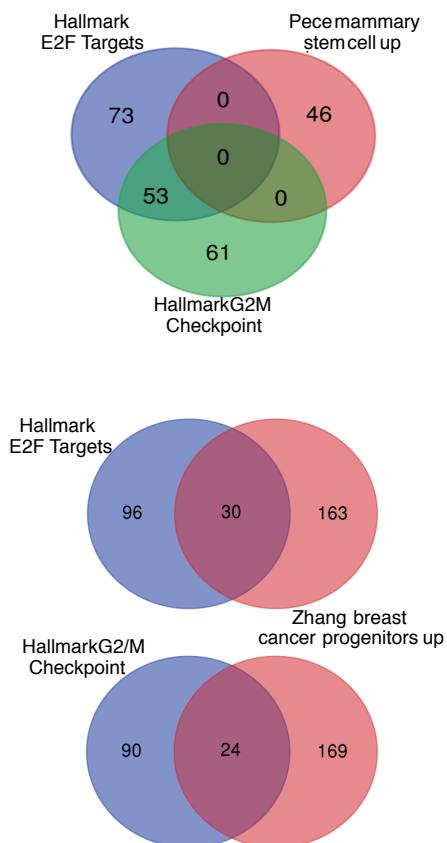 Hallmark
E2F Targets
Pece mammary
stem cell up
0
73
46
0
53
0
61
HallmarkG2M
Checkpoint
Hallmark
E2F Targets
96
30
163
Zhang breast
cancer progenitors up
HallmarkG2/M
Checkpoint
90
24
169